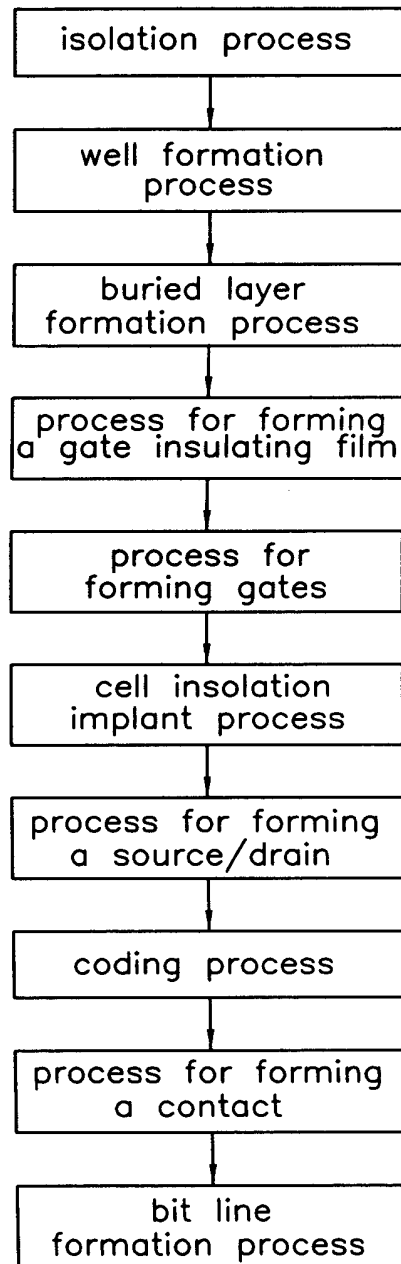 isolation process
well formation
process
buried layer
formation process
process for forming
a gate insulating film
process for
forming gates
cell insolation
implant process
process for forming
a source/drain
coding process
process for forming
a contact
bit line
formation process